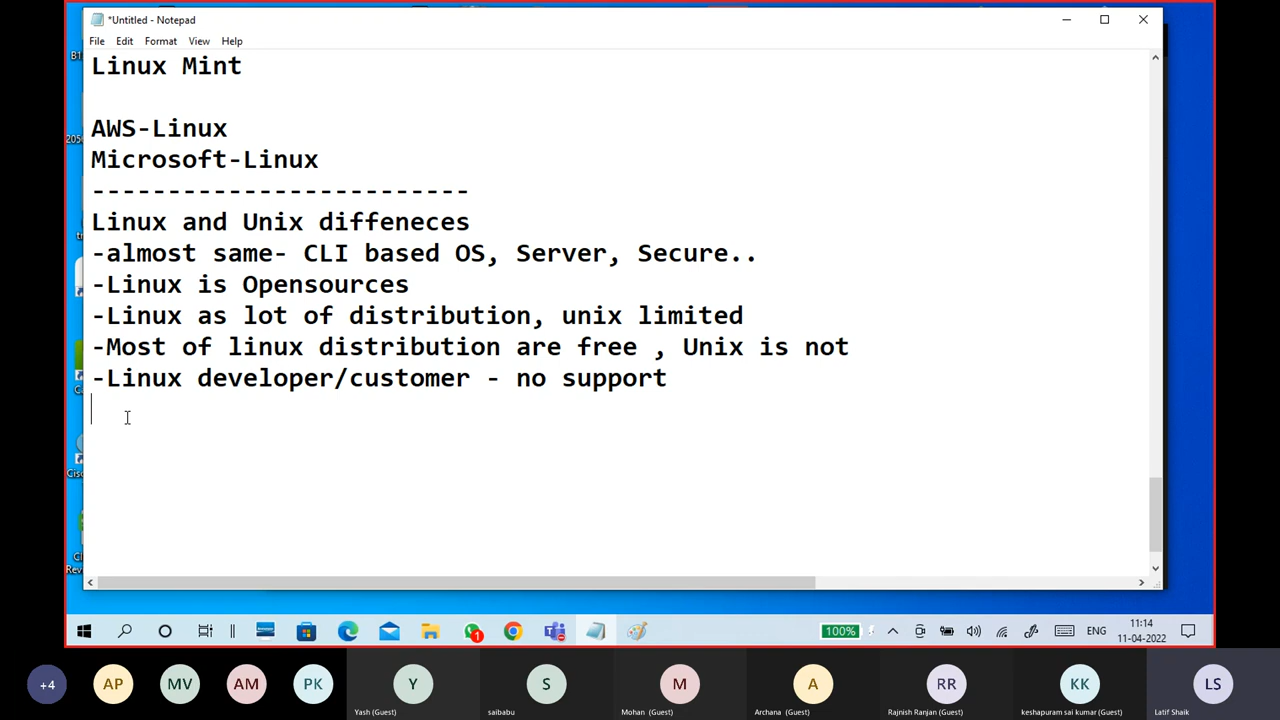 *Untitled - Notepad
File Edit Format View Help
Linux Mint
AWS-Linux
Microsoft-Linux
-------------------------
Linux and Unix diffeneces
-almost same- CLI based OS, Server, Secure..
-Linux is Opensources
-Linux as lot of distribution, unix limited
-Most of linux distribution are free , Unix is not
-Linux developer/customer - no support
B1
Rev
1
100%
ENG
11:14
11-04-2022
+4
AP
MV
AM
PK
Y
S
M
A
RR
KK
LS
Yash (Guest)
saibabu
Mohan (Guest)
Archana (Guest)
Rajnish Ranjan (Guest)
keshapuram sai kumar (Guest)
Latif Shaik